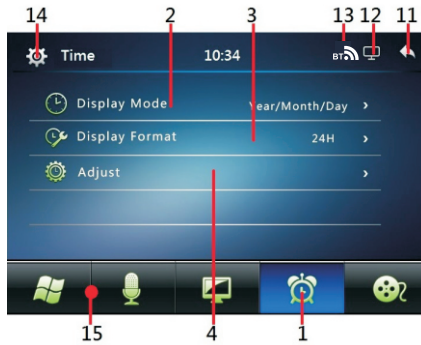 14 2 3 13 12 11
Time 10:34 BT
Display Mode Year/Month/Day >
Display Format 24H >
Adjust >
15 4 1